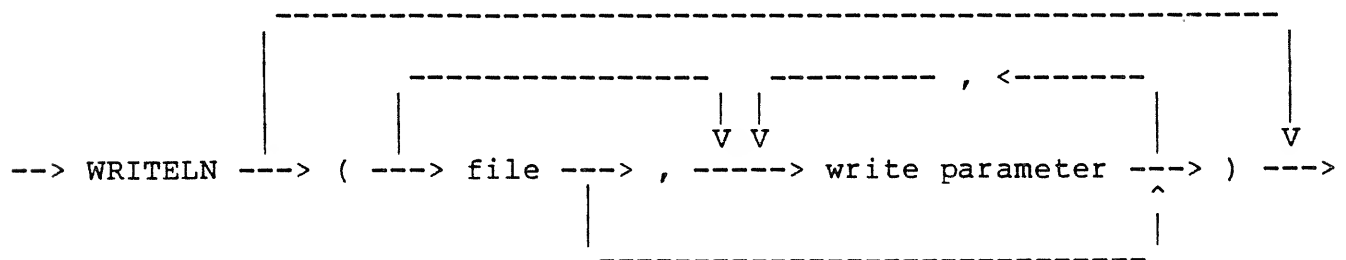 ,
V V V
--> WRITELN ---> ( ---> file ---> , -----> write parameter ---> ) --->